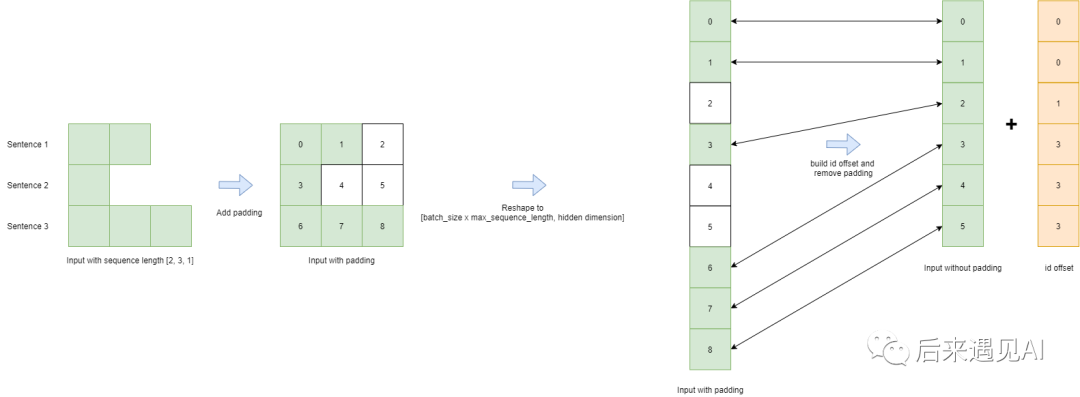 Sentence 1
Sentence 2
Sentence 3
Input with sequence length [2, 3, 1]
Add padding
0 1 2
3 4 5
6 7 8
Input with padding
Reshape to
[batch_size x max_sequence_length, hidden dimension]
0
1
2
3
4
5
6
7
8
Input with padding
build id offset and
remove padding
0
1
2
3
4
5
Input without padding
+
0
0
1
3
3
3
id offset
后来遇见AI